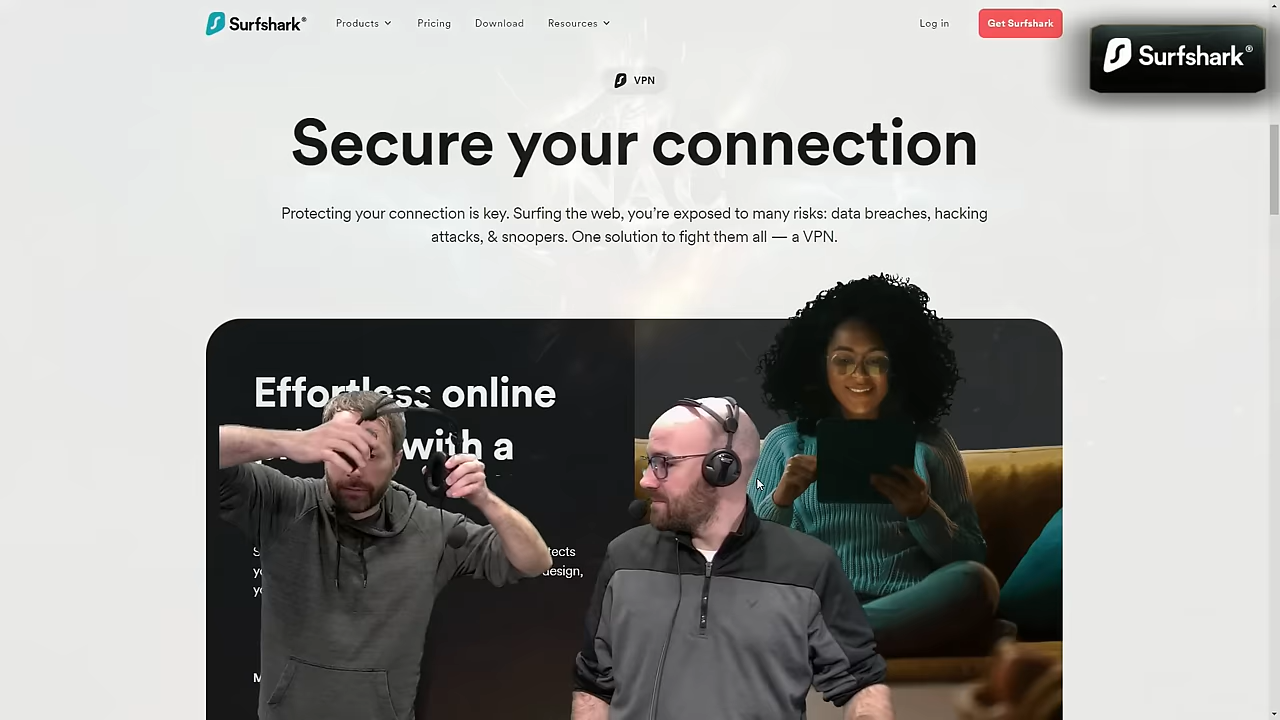 Surfshark®
Products
Pricing
Download
Resources
Log in
Get Surfshark
Surfshark®
VPN
NAC
Secure your connection
Protecting your connection is key. Surfing the web, you’re exposed to many risks: data breaches, hacking
attacks, & snoopers. One solution to fight them all — a VPN.
Effortless online
with a